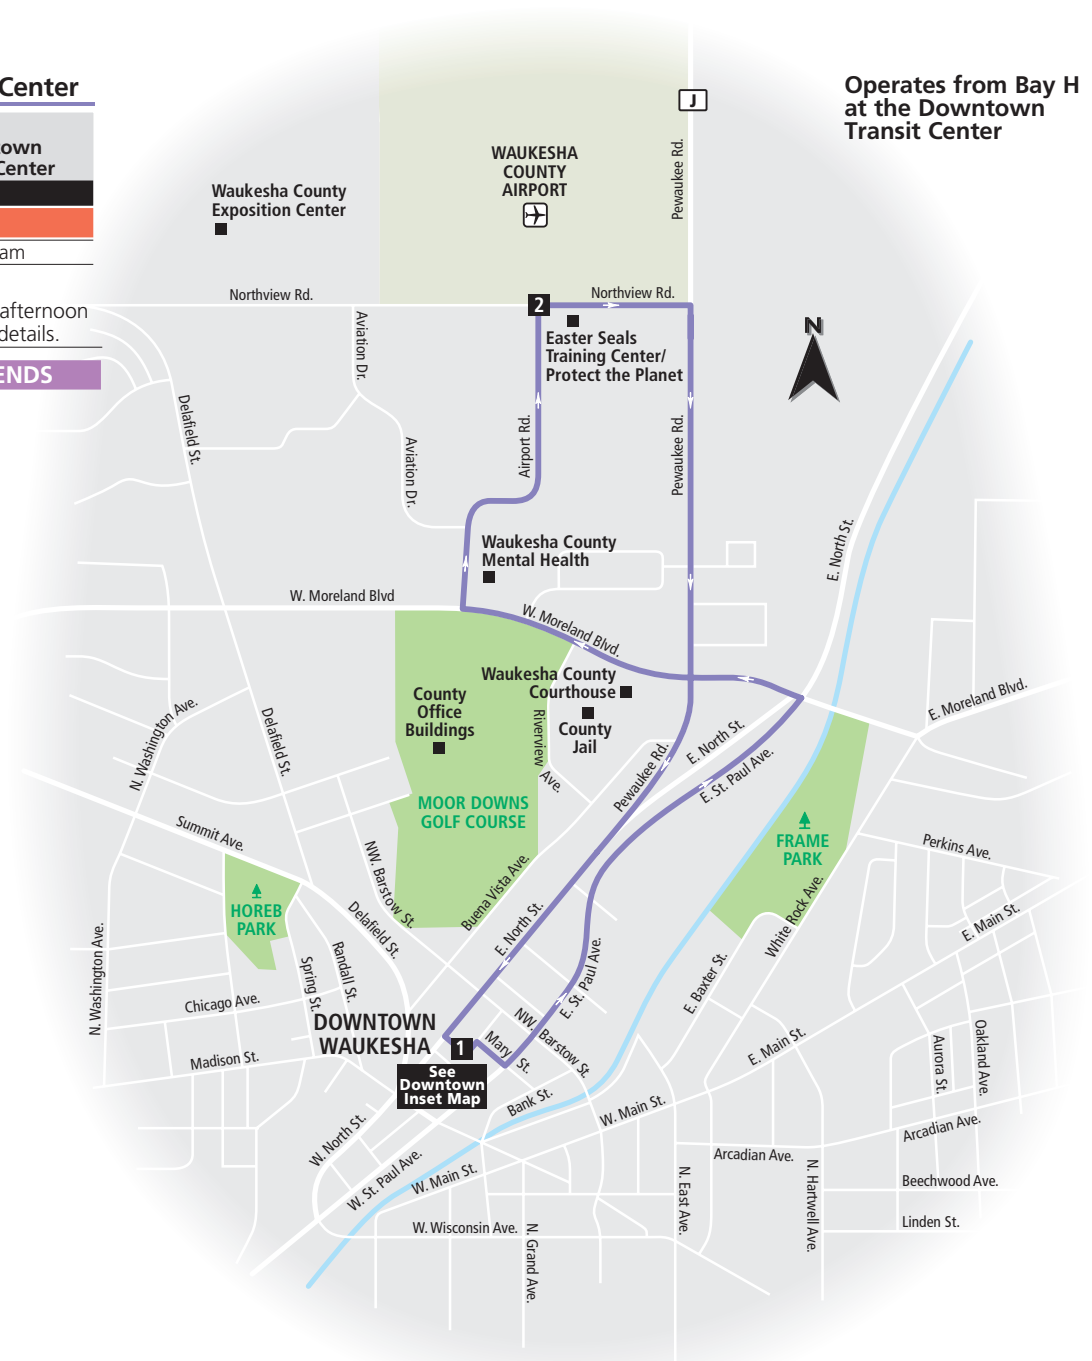 Center
own
Center
am
afternoon
details.
ENDS
Operates from Bay H
at the Downtown
Transit Center
J
Pewaukee Rd.
WAUKESHA
COUNTY
AIRPORT
Waukesha County
Exposition Center
Northview Rd.
2
Northview Rd.
Easter Seals
Training Center/
Protect the Planet
N
Aviation Dr.
Delafield St.
Aviation Dr.
Airport Rd.
Pewaukee Rd.
E. North St.
Waukesha County
Mental Health
W. Moreland Blvd
W. Moreland Blvd.
Waukesha County
Courthouse
County
Jail
County
Office
Buildings
Riverview
Ave.
E. Moreland Blvd.
N. Washington Ave.
Delafield St.
E. North St.
Pewaukee Rd.
E. St. Paul Ave.
MOOR DOWNS
GOLF COURSE
Summit Ave.
FRAME
PARK
Perkins Ave.
NW. Barstow St.
Buena Vista Ave.
HOREB
PARK
Delafield St.
E. North St.
White Rock Ave.
E. Main St.
N. Washington Ave.
Randall St.
Spring St.
E. St. Paul Ave.
E. Baxter St.
Chicago Ave.
DOWNTOWN
WAUKESHA
1
See
Downtown
Inset Map
Mary St.
NW. Barstow St.
E. Main St.
Madison St.
Aurora St.
Oakland Ave.
Bank St.
W. Main St.
W. North St.
Arcadian Ave.
Arcadian Ave.
W. St. Paul Ave.
W. Main St.
N. East Ave.
N. Hartwell Ave.
Beechwood Ave.
Linden St.
W. Wisconsin Ave.
N. Grand Ave.